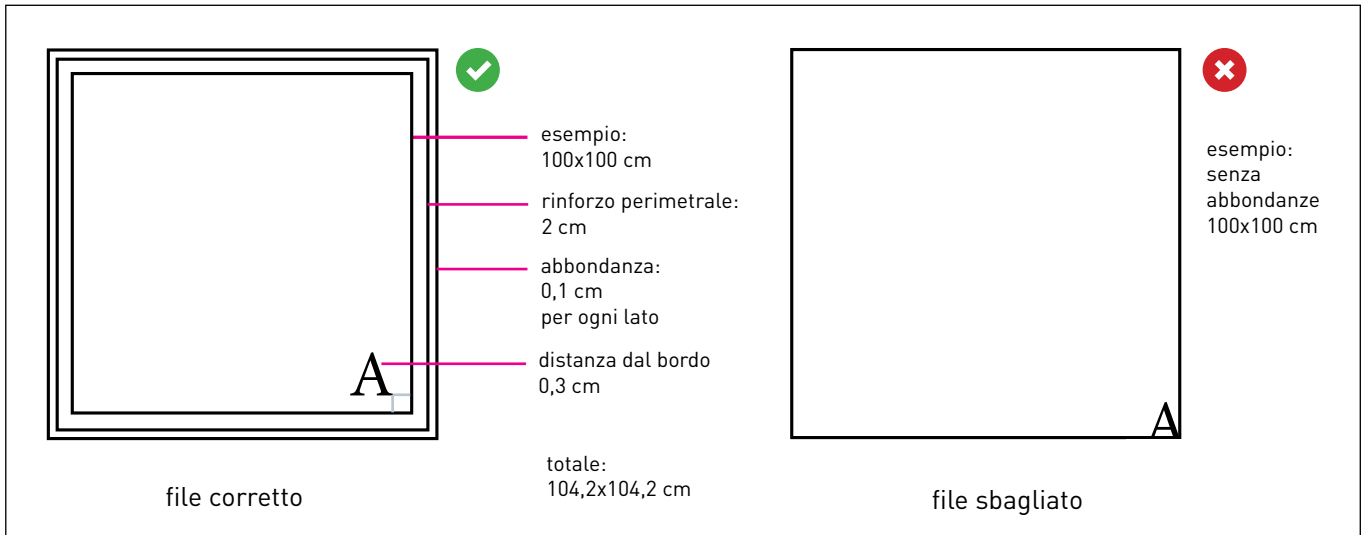 esempio:
100x100 cm
rinforzo perimetrale:
2 cm
abbondanza:
0,1 cm
per ogni lato
A
distanza dal bordo
0,3 cm
totale:
104,2x104,2 cm
file corretto
esempio:
senza
abbondanze
100x100 cm
A
file sbagliato